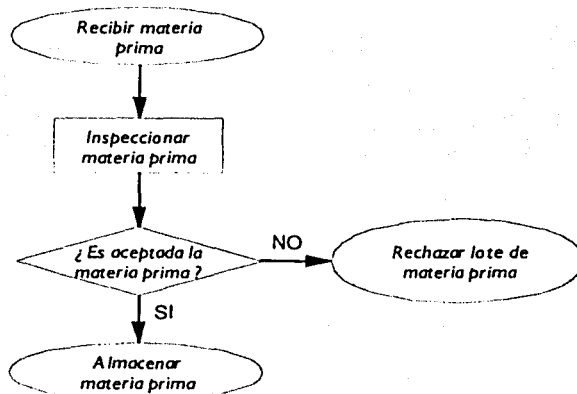 Recibir materia
prima
Inspeccionar
materia prima
¿ Es aceptada la
materia prima ?
NO
Rechazar lote de
materia prima
SI
Almacenar
materia prima